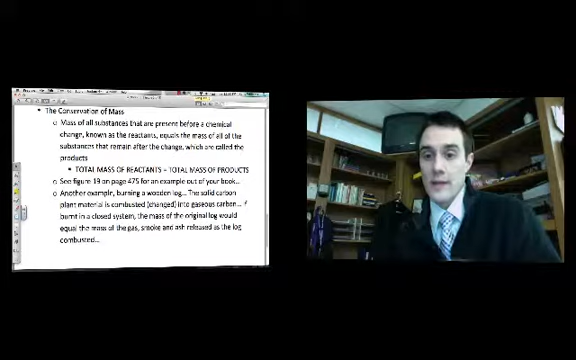 The Conservation of Mass
Mass of all substances that are present before a chemical
change, known as the reactants, equals the mass of all of the
substances that remain after the change, which are called the
products
TOTAL MASS OF REACTANTS = TOTAL MASS OF PRODUCTS
See figure 19 on page 475 for an example out of your book...
Another example, burning a wooden log... The solid carbon
plant material is combusted (changed) into gaseous carbon... if
burnt in a closed system, the mass of the original log would
equal the mass of the gas, smoke and ash released as the log
combusted...